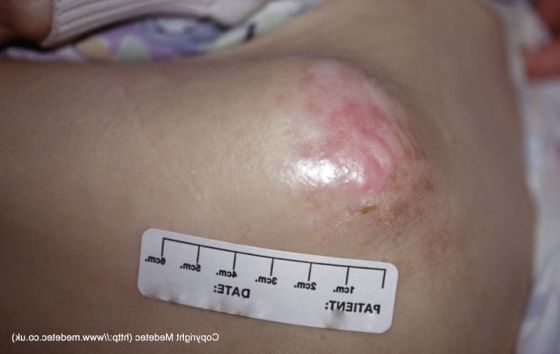 PATIENT:
DATE:
1cm. 2cm. 3cm. 4cm. 5cm. 6cm.
Copyright Medetec (http://www.medetec.co.uk)